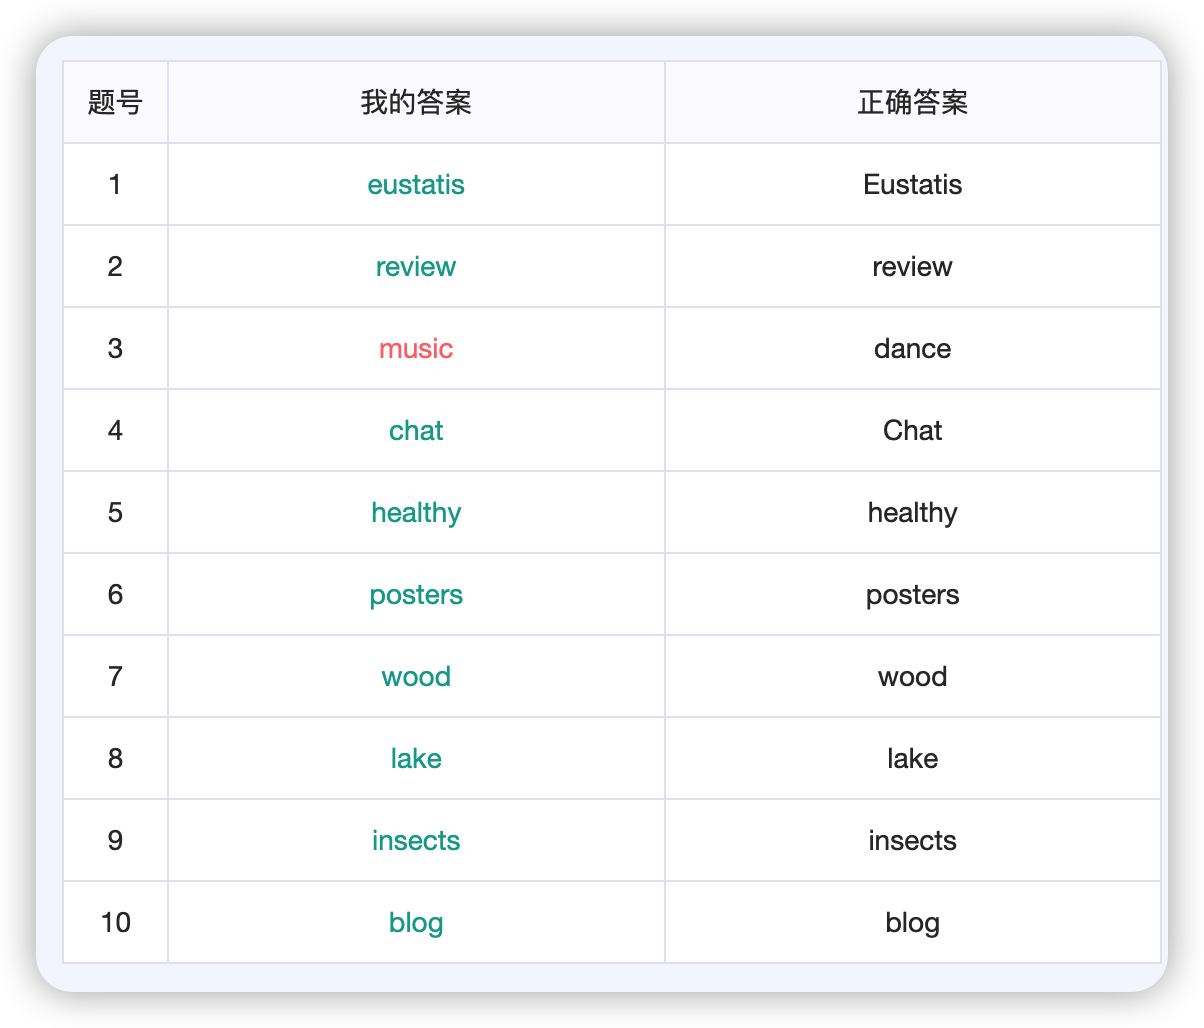 题号 我的答案 正确答案
1 eustatis Eustatis
2 review review
3 music dance
4 chat Chat
5 healthy healthy
6 posters posters
7 wood wood
8 lake lake
9 insects insects
10 blog blog